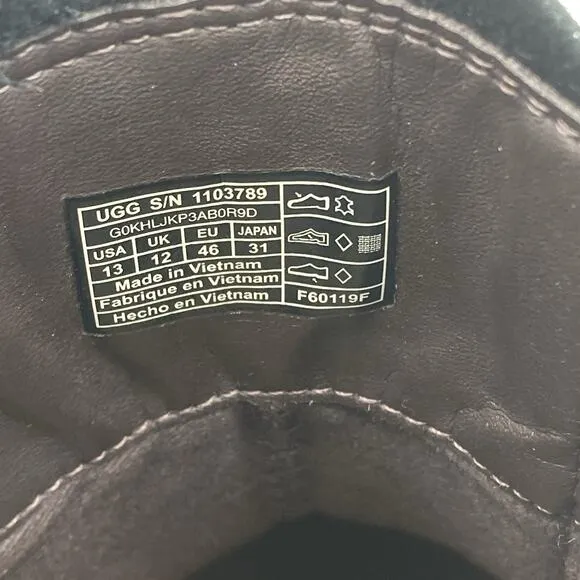 UGG S/N 1103789
G0KHLJKP3AB0R9D
USA UK EU JAPAN
13 12 46 31
Made in Vietnam
Fabrique en Vietnam
Hecho en Vietnam
F60119F